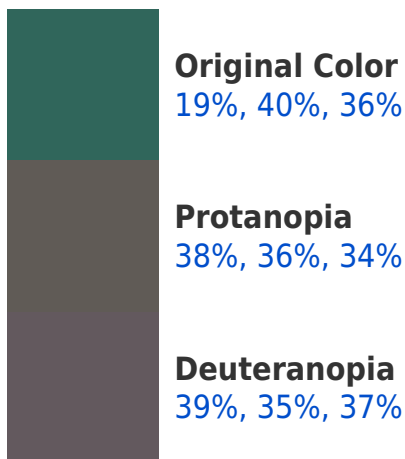 Original Color
19%, 40%, 36%
Protanopia
38%, 36%, 34%
Deuteranopia
39%, 35%, 37%